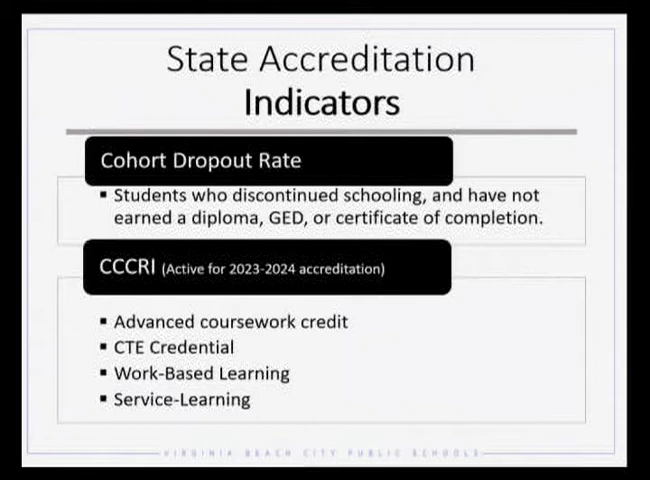 State Accreditation
Indicators
Cohort Dropout Rate
▪ Students who discontinued schooling, and have not
earned a diploma, GED, or certificate of completion.
CCCRI (Active for 2023-2024 accreditation)
▪ Advanced coursework credit
▪ CTE Credential
▪ Work-Based Learning
▪ Service-Learning
VIRGINIA BEACH CITY PUBLIC SCHOOLS